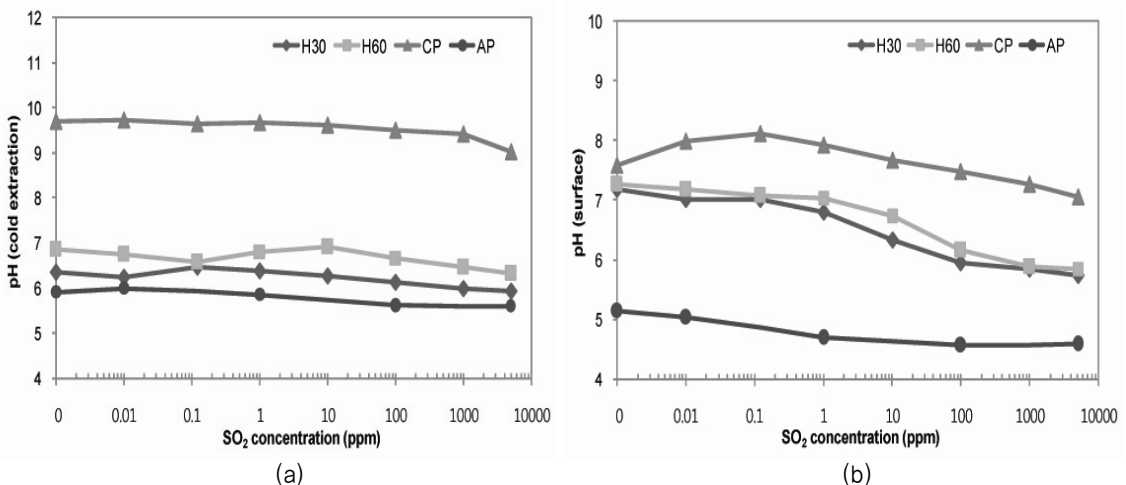 12
11
10
9
8
7
6
5
4
pH (cold extraction)
H30 H60 CP AP
0 0.01 0.1 1 10 100 1000 10000
SO2 concentration (ppm)
(a)
10
9
8
7
6
5
4
pH (surface)
H30 H60 CP AP
0 0.01 0.1 1 10 100 1000 10000
SO2 concentration (ppm)
(b)